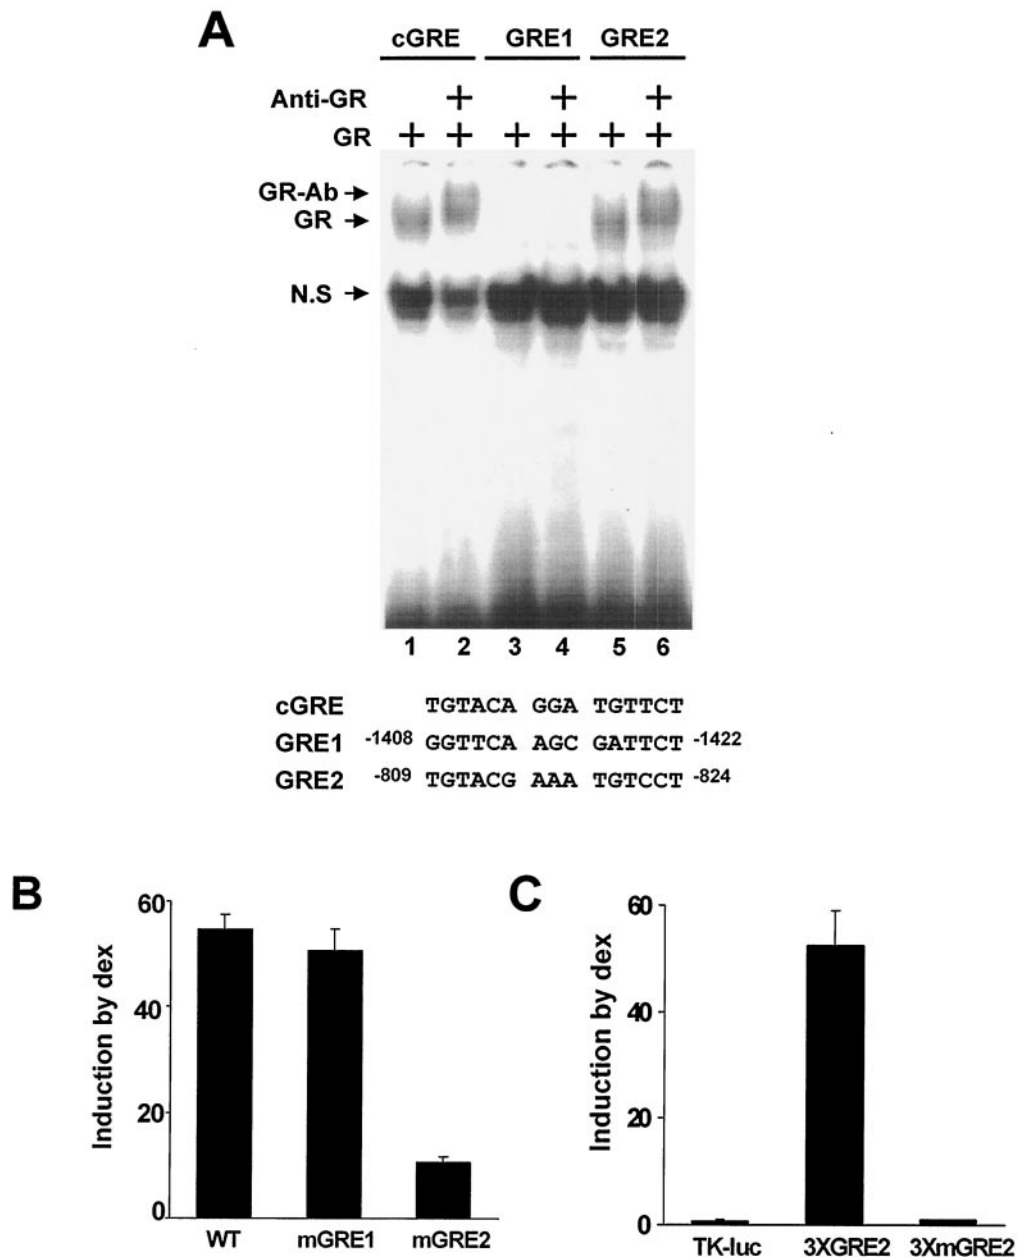 A
cGRE GRE1 GRE2
Anti-GR + + +
GR + + + + + +
GR-Ab
GR
N.S
1 2 3 4 5 6
cGRE TGTACA GGA TGTTCT
GRE1 -1408 GGTTCA AGC GATTCT -1422
GRE2 -809 TGTACG AAA TGTCCT -824
B
Induction by dex
60
40
20
0
WT mGRE1 mGRE2
C
Induction by dex
60
40
20
0
TK-luc 3XGRE2 3XmGRE2